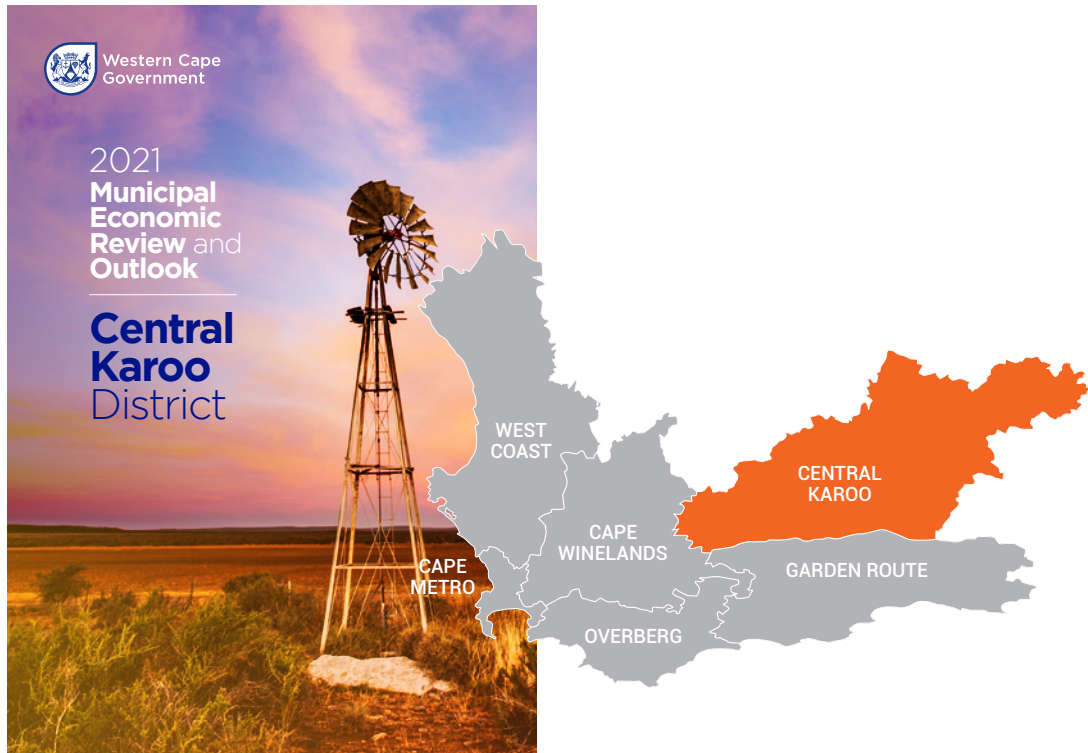 Western Cape
Government
2021
Municipal
Economic
Review and
Outlook
Central
Karoo
District
WEST
COAST
CENTRAL
KAROO
CAPE
WINELANDS
CAPE
METRO
GARDEN ROUTE
OVERBERG